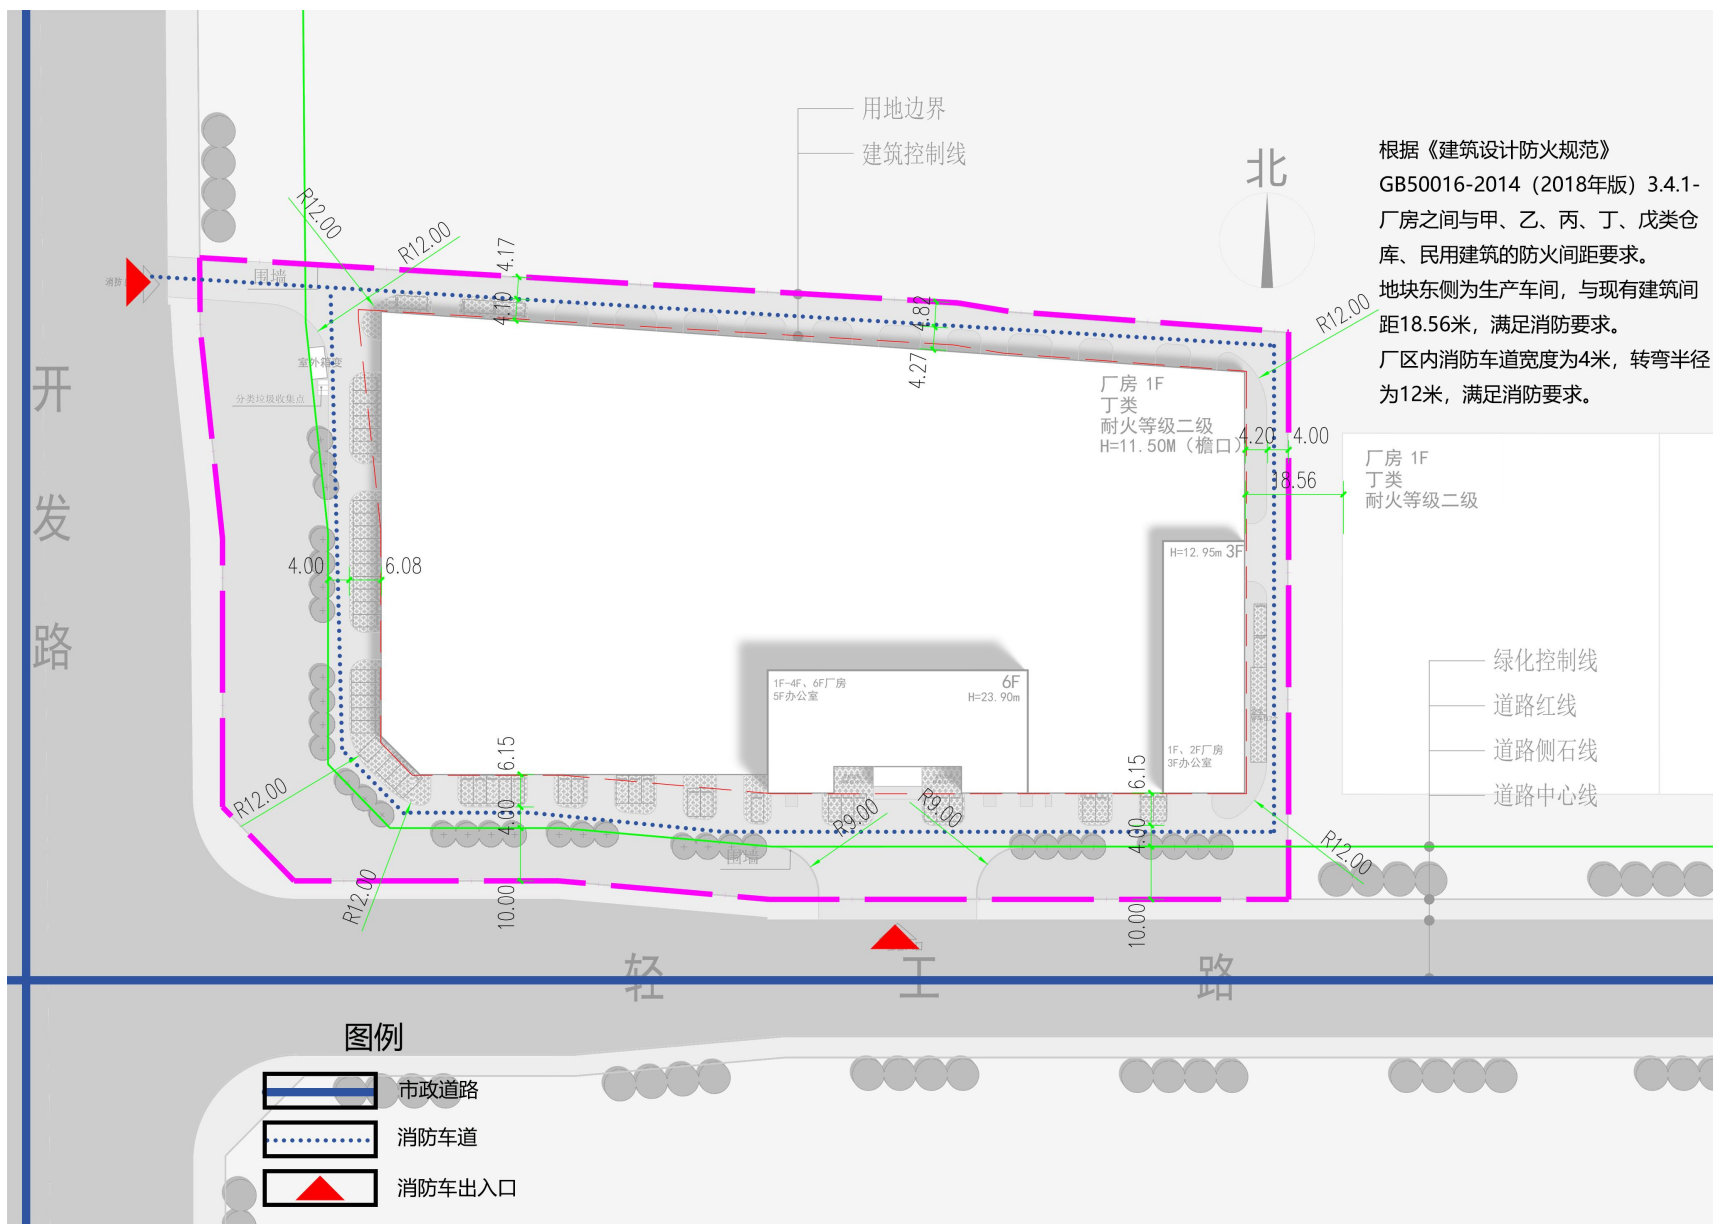 用地边界
建筑控制线
北
根据《建筑设计防火规范》
GB50016-2014（2018年版）3.4.1-
厂房之间与甲、乙、丙、丁、戊类仓
库、民用建筑的防火间距要求。
地块东侧为生产车间，与现有建筑间
距18.56米，满足消防要求。
厂区内消防车道宽度为4米，转弯半径
为12米，满足消防要求。
R12.00
R12.00
4.17
4.10
围墙
4.82
4.27
R12.00
室外箱变
分类垃圾收集点
开
发
路
厂房 1F
丁类
耐火等级二级
H=11.50M（檐口）
4.20
4.00
18.56
厂房 1F
丁类
耐火等级二级
4.00
6.08
H=12.95m 3F
1F-4F、6F厂房
5F办公室
6F
H=23.90m
1F、2F厂房
3F办公室
绿化控制线
道路红线
道路侧石线
道路中心线
R12.00
6.15
4.00
R12.00
10.00
围墙
R9.00
R9.00
6.15
4.00
R12.00
10.00
轻 工 路
图例
市政道路
消防车道
消防车出入口